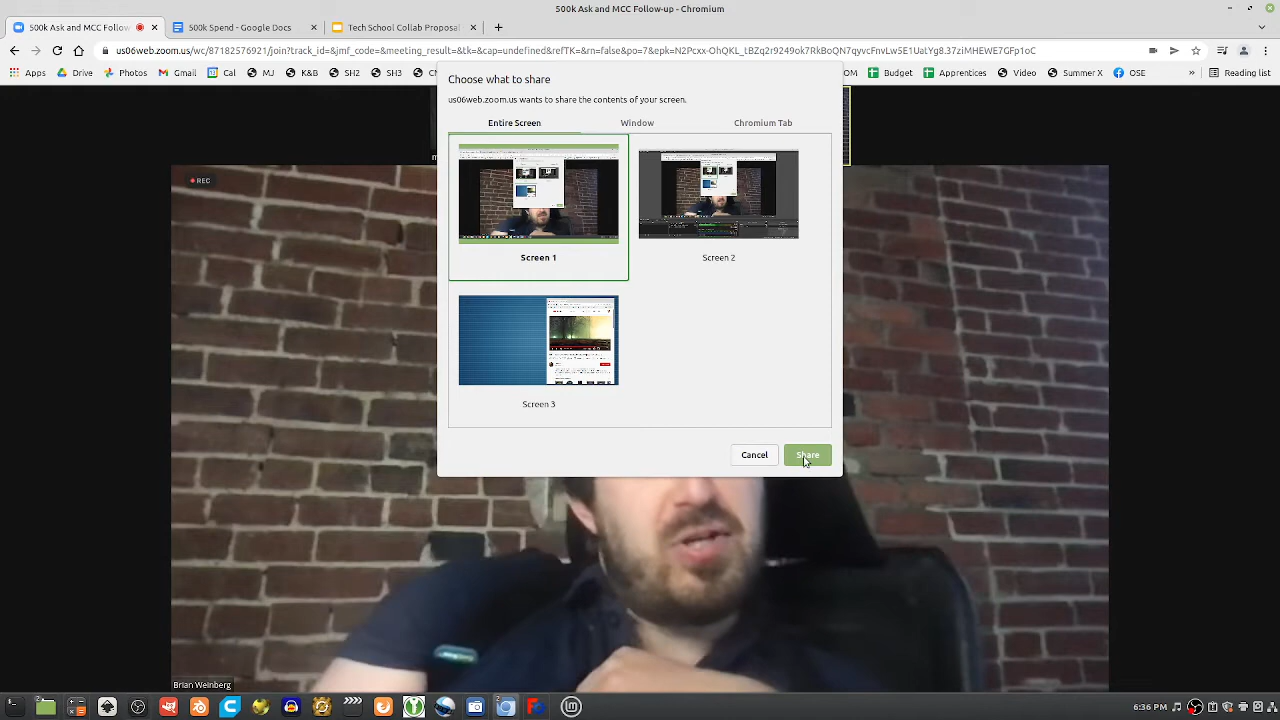 500k Ask and MCC Follow-up - Chromium
500k Ask and MCC Follow
500k Spend - Google Docs
Tech School Collab Proposal
us06web.zoom.us/wc/87182576921/join?track_id=&jmf_code=&meeting_result=&tk=&cap=undefined&refTK=&rn=false&po=7&epk=N2Pcxx-OhQKL_tBZq2r9249ok7RkBoQN7qyvcFnvLw5E1UaLYg8.37ziMHEWE7GFp1oC
Apps Drive Photos Gmail MJ K&B SH2 SH3 OM Budget Apprentices Video Summer X OSE » Reading list
Choose what to share
us06web.zoom.us wants to share the contents of your screen.
Entire Screen Window Chromium Tab
Screen 1 Screen 2
Screen 3
Cancel Share
REC
Brian Weinberg
6:36 PM